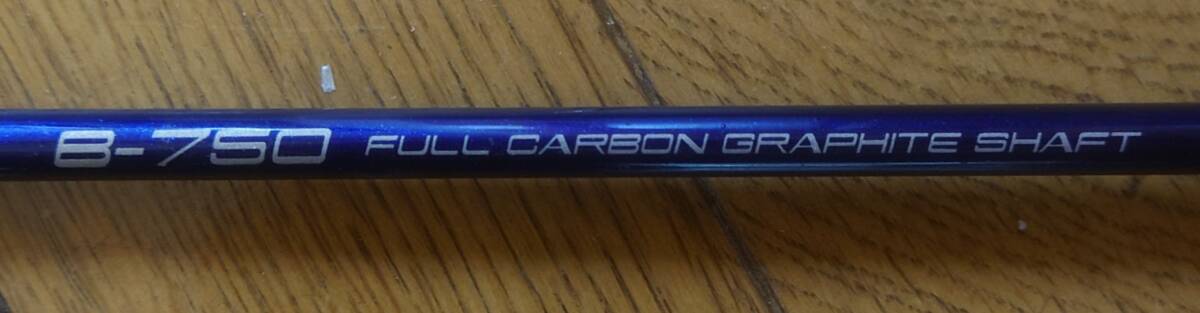 B-750 FULL CARBON GRAPHITE SHAFT